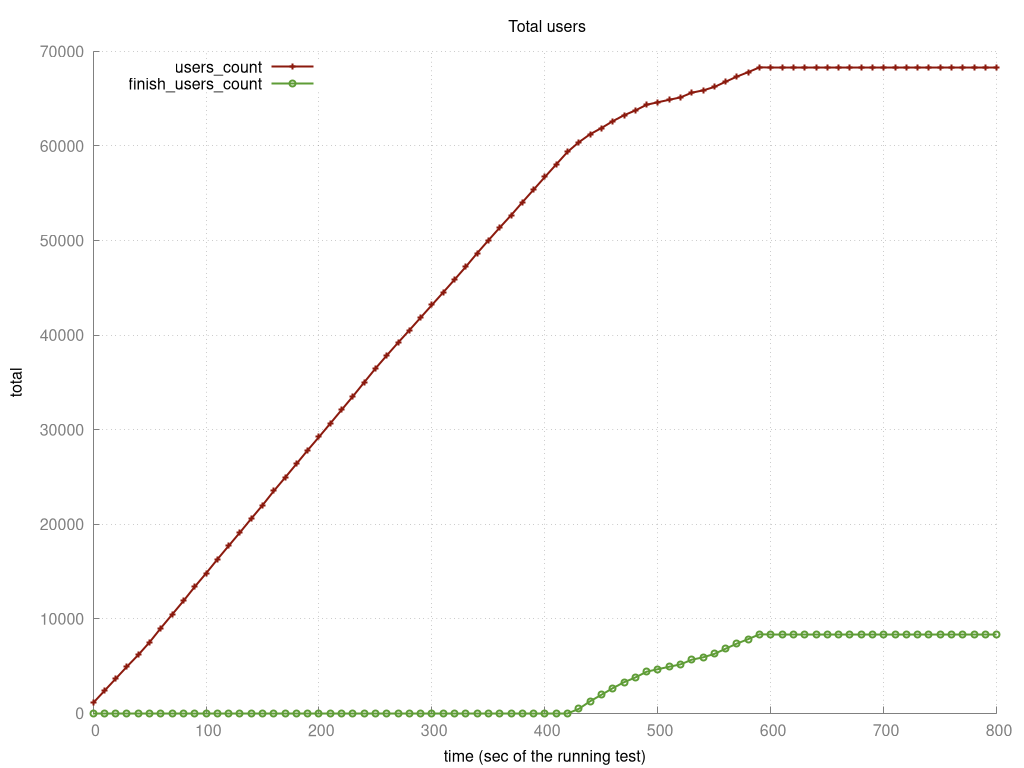 Total users
users_count
finish_users_count
70000
60000
50000
40000
30000
20000
10000
0
total
0 100 200 300 400 500 600 700 800
time (sec of the running test)